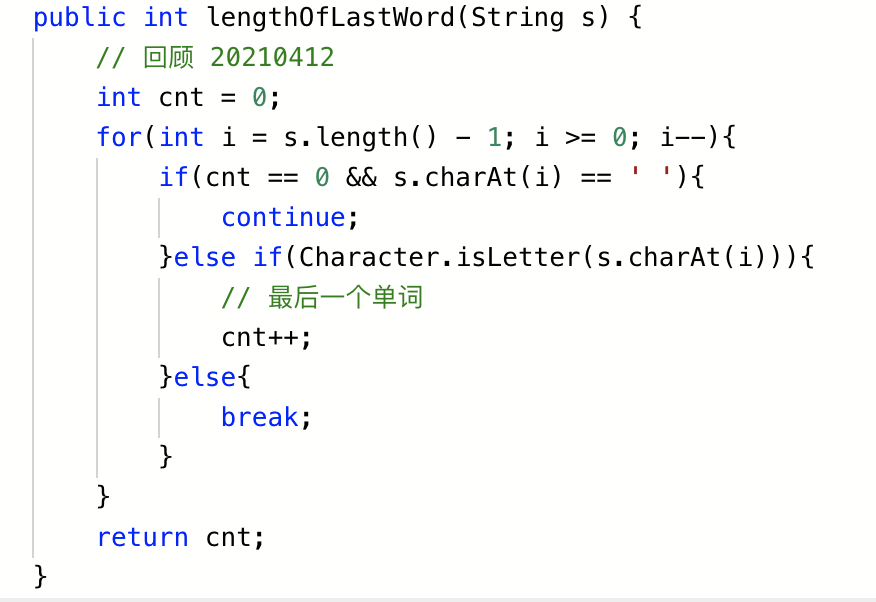 public int lengthOfLastWord(String s) {
    // 回顾 20210412
    int cnt = 0;
    for(int i = s.length() - 1; i >= 0; i--){
        if(cnt == 0 && s.charAt(i) == ' '){
            continue;
        }else if(Character.isLetter(s.charAt(i))){
            // 最后一个单词
            cnt++;
        }else{
            break;
        }
    }
    return cnt;
}